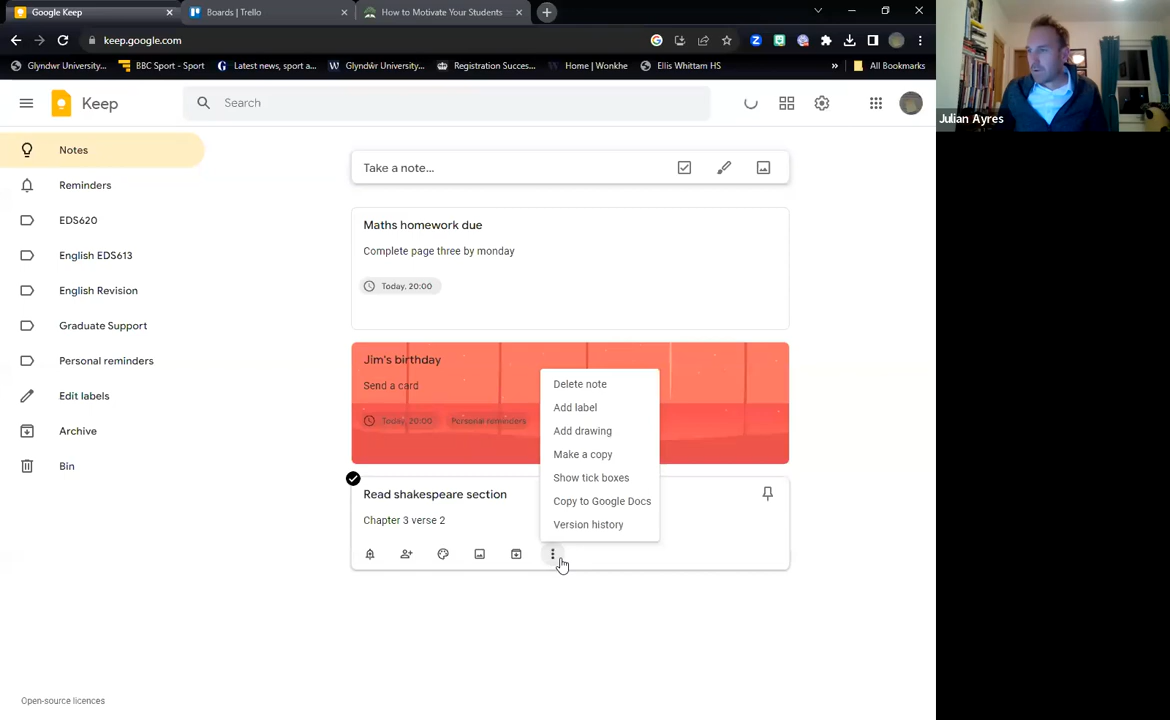 Google Keep
Boards | Trello
How to Motivate Your Students
keep.google.com
Glyndwr University...
BBC Sport - Sport
Latest news, sport a...
Glyndŵr University...
Registration Succes...
Home | Wonkhe
Ellis Whittam HS
»
All Bookmarks
Julian Ayres
Keep
Search
Notes
Reminders
EDS620
English EDS613
English Revision
Graduate Support
Personal reminders
Edit labels
Archive
Bin
Take a note...
Maths homework due
Complete page three by monday
Today, 20:00
Jim's birthday
Send a card
Today, 20:00
Personal reminders
Delete note
Add label
Add drawing
Make a copy
Show tick boxes
Copy to Google Docs
Version history
Read shakespeare section
Chapter 3 verse 2
Open-source licences